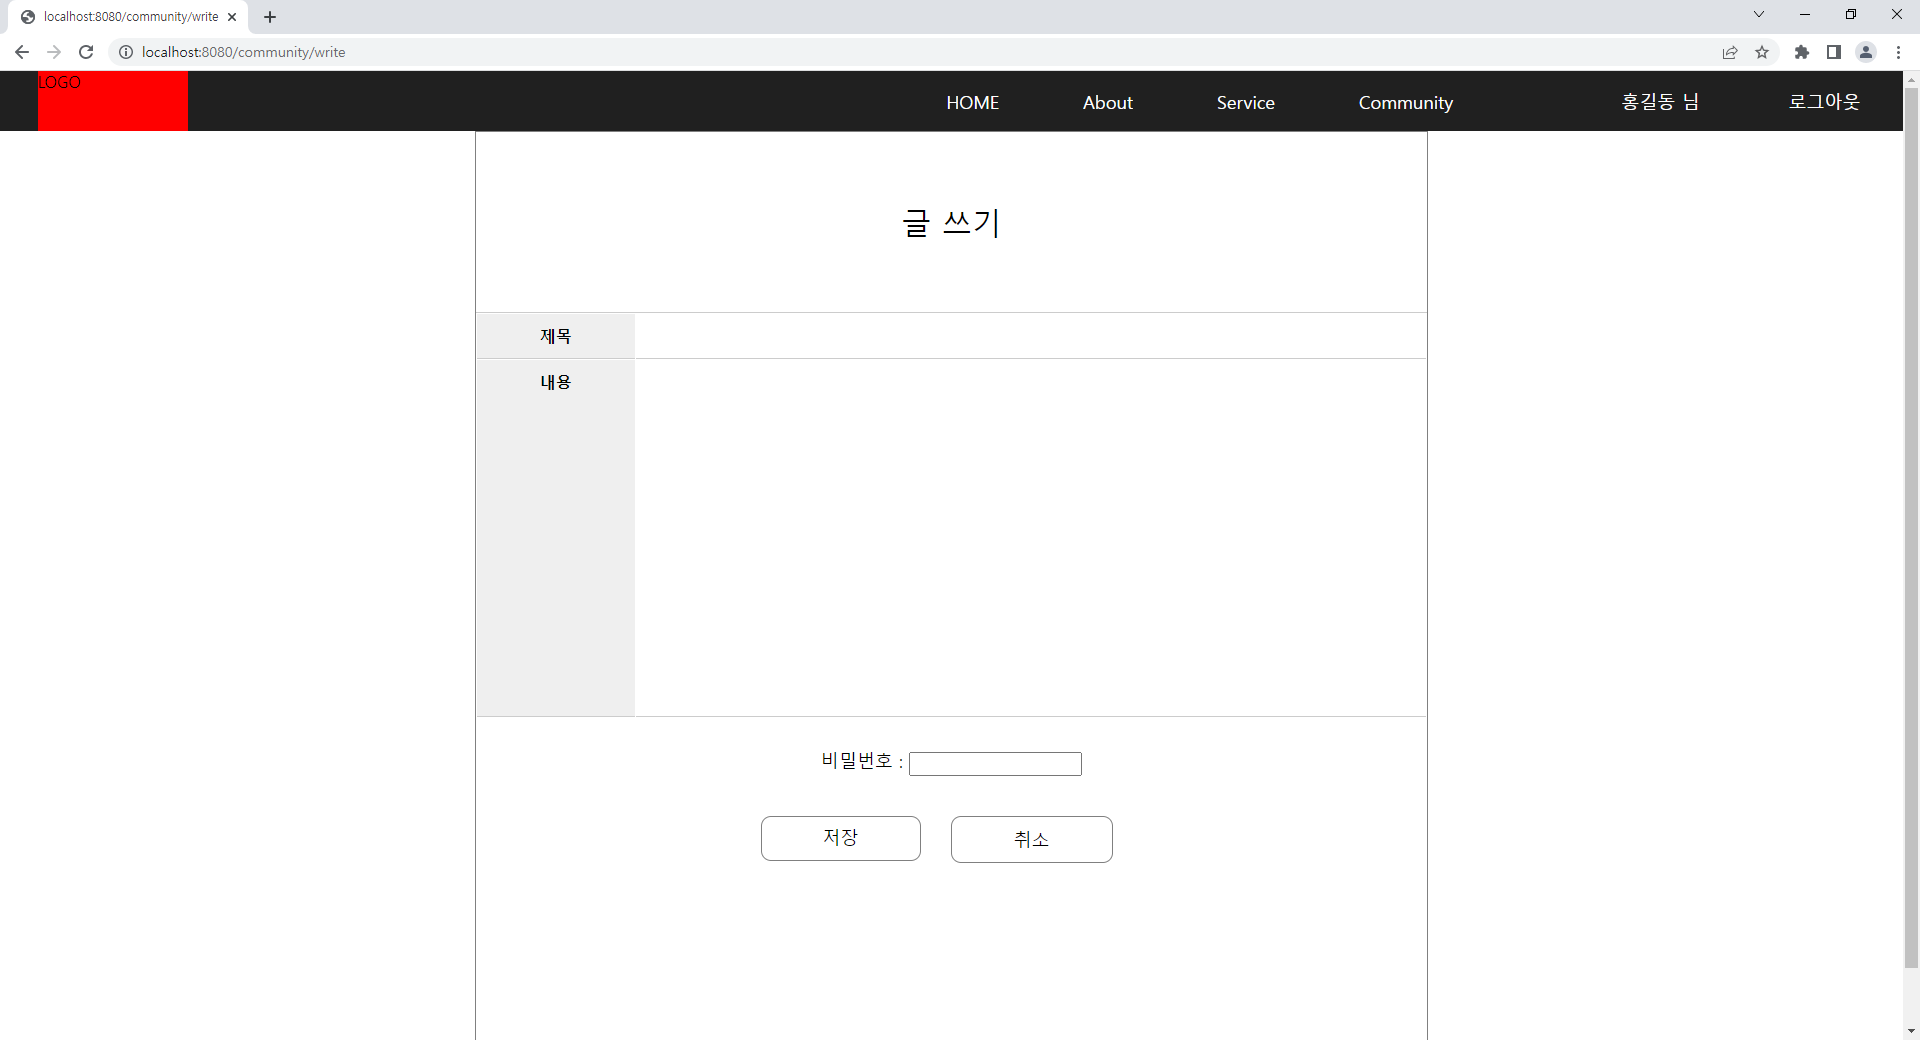 localhost:8080/community/write
localhost:8080/community/write
LOGO
HOME About Service Community 홍길동 님 로그아웃
글 쓰기
제목
내용
비밀번호 :
저장 취소